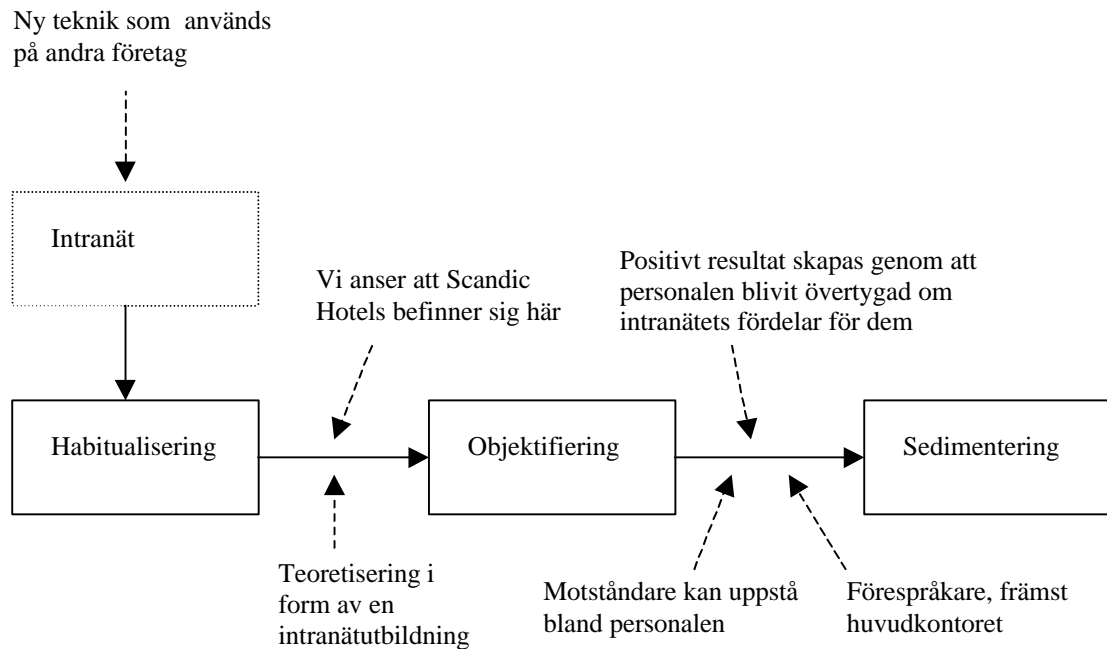 Ny teknik som används
på andra företag
Intranät
Vi anser att Scandic
Hotels befinner sig här
Positivt resultat skapas genom att
personalen blivit övertygad om
intranätets fördelar för dem
Habitualisering
Objektifiering
Sedimentering
Teoretisering i
form av en
intranätutbildning
Motståndare kan uppstå
bland personalen
Förespråkare, främst
huvudkontoret